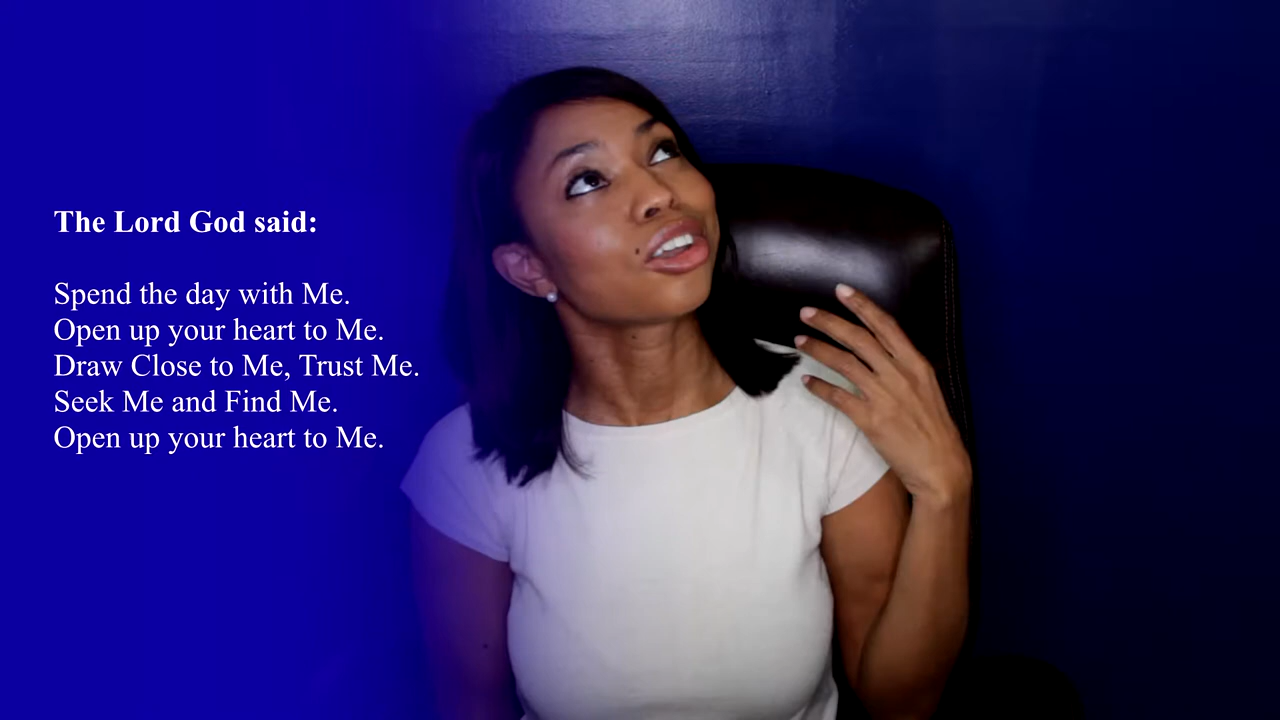 The Lord God said:
Spend the day with Me.
Open up your heart to Me.
Draw Close to Me, Trust Me.
Seek Me and Find Me.
Open up your heart to Me.